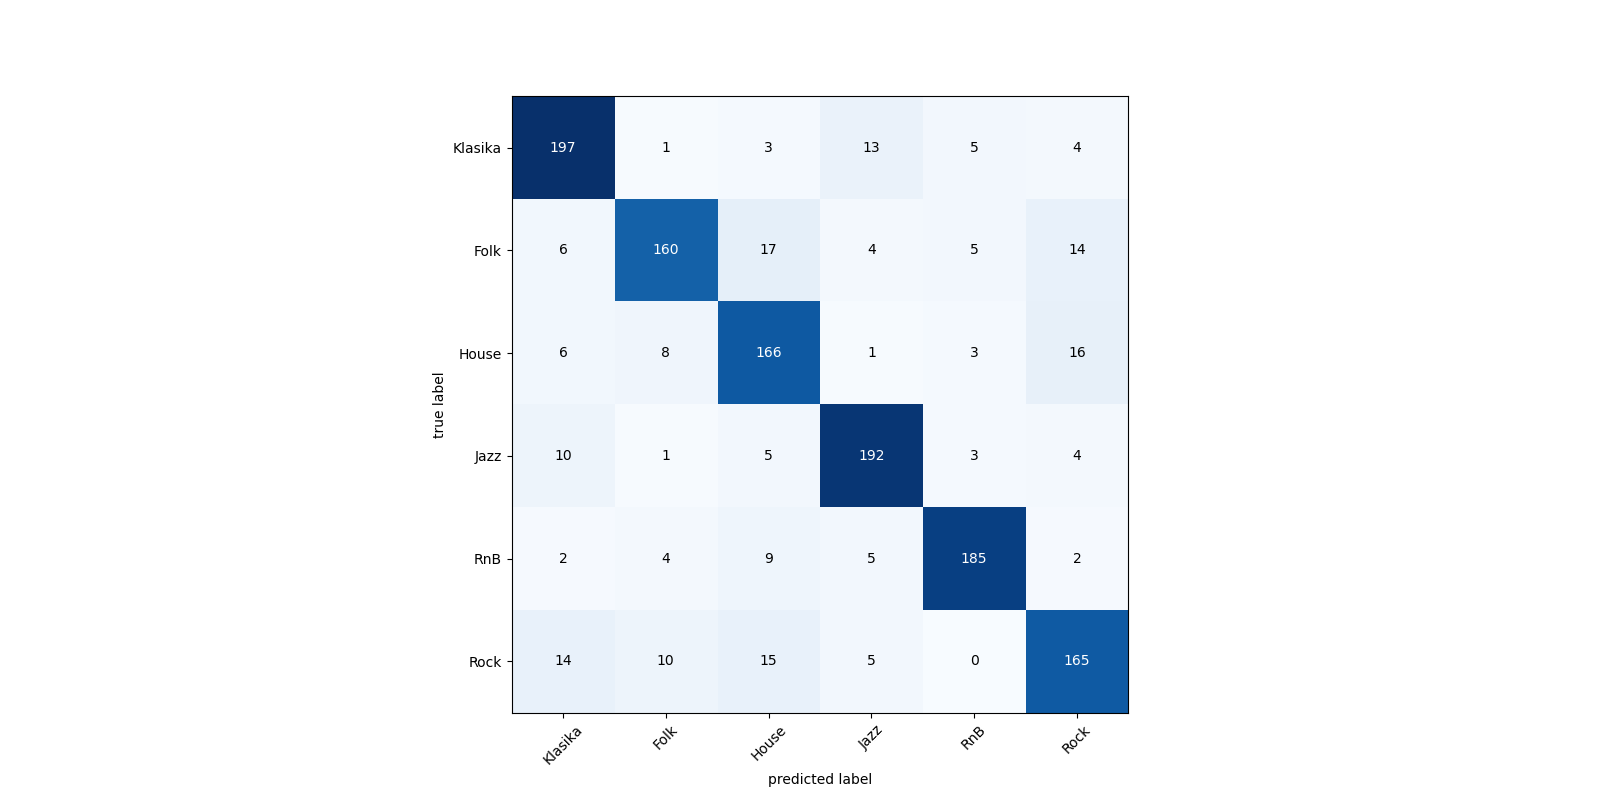 Klasika 197 1 3 13 5 4
Folk 6 160 17 4 5 14
House 6 8 166 1 3 16
Jazz 10 1 5 192 3 4
RnB 2 4 9 5 185 2
Rock 14 10 15 5 0 165
true label
Klasika Folk House Jazz RnB Rock
predicted label